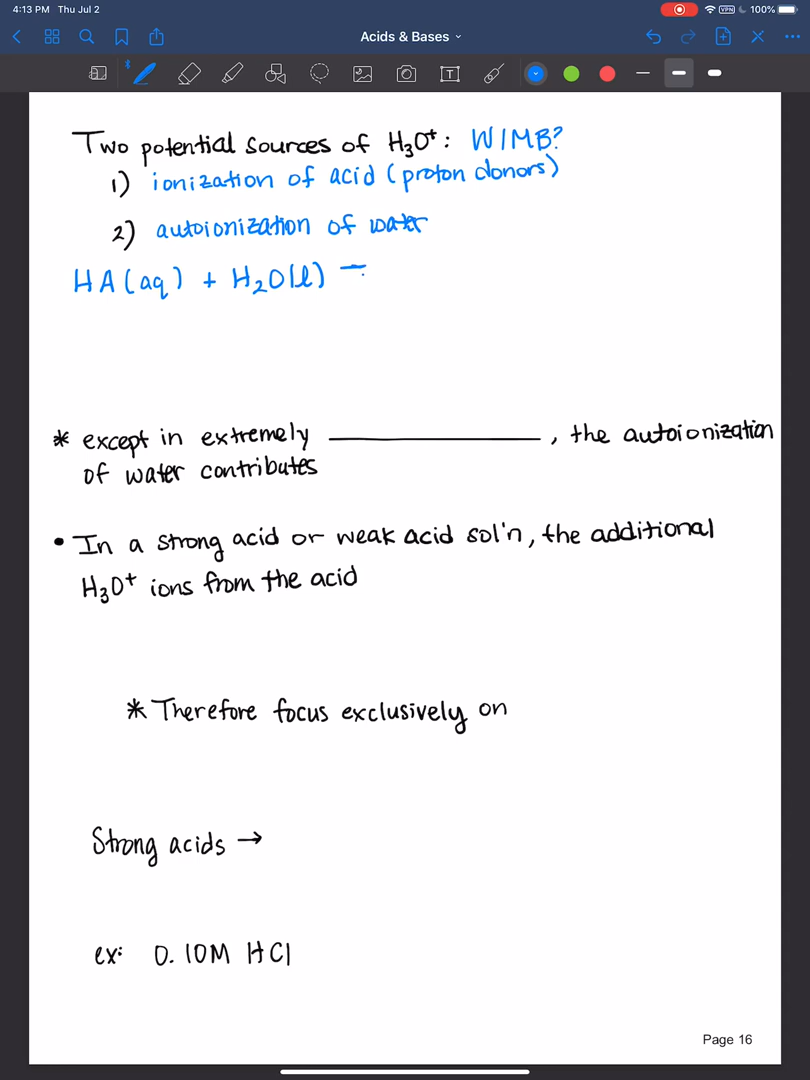 4:13 PM Thu Jul 2
VPN 100%
Acids & Bases
T
Two potential sources of H₃O⁺: WIMB?
1) ionization of acid (proton donors)
2) autoionization of water
HA(aq) + H₂O(l)
* except in extremely ____________, the autoionization
of water contributes
• In a strong acid or weak acid sol'n, the additional
H₃O⁺ ions from the acid
* Therefore focus exclusively on
Strong acids →
ex: 0.10M HCl
Page 16